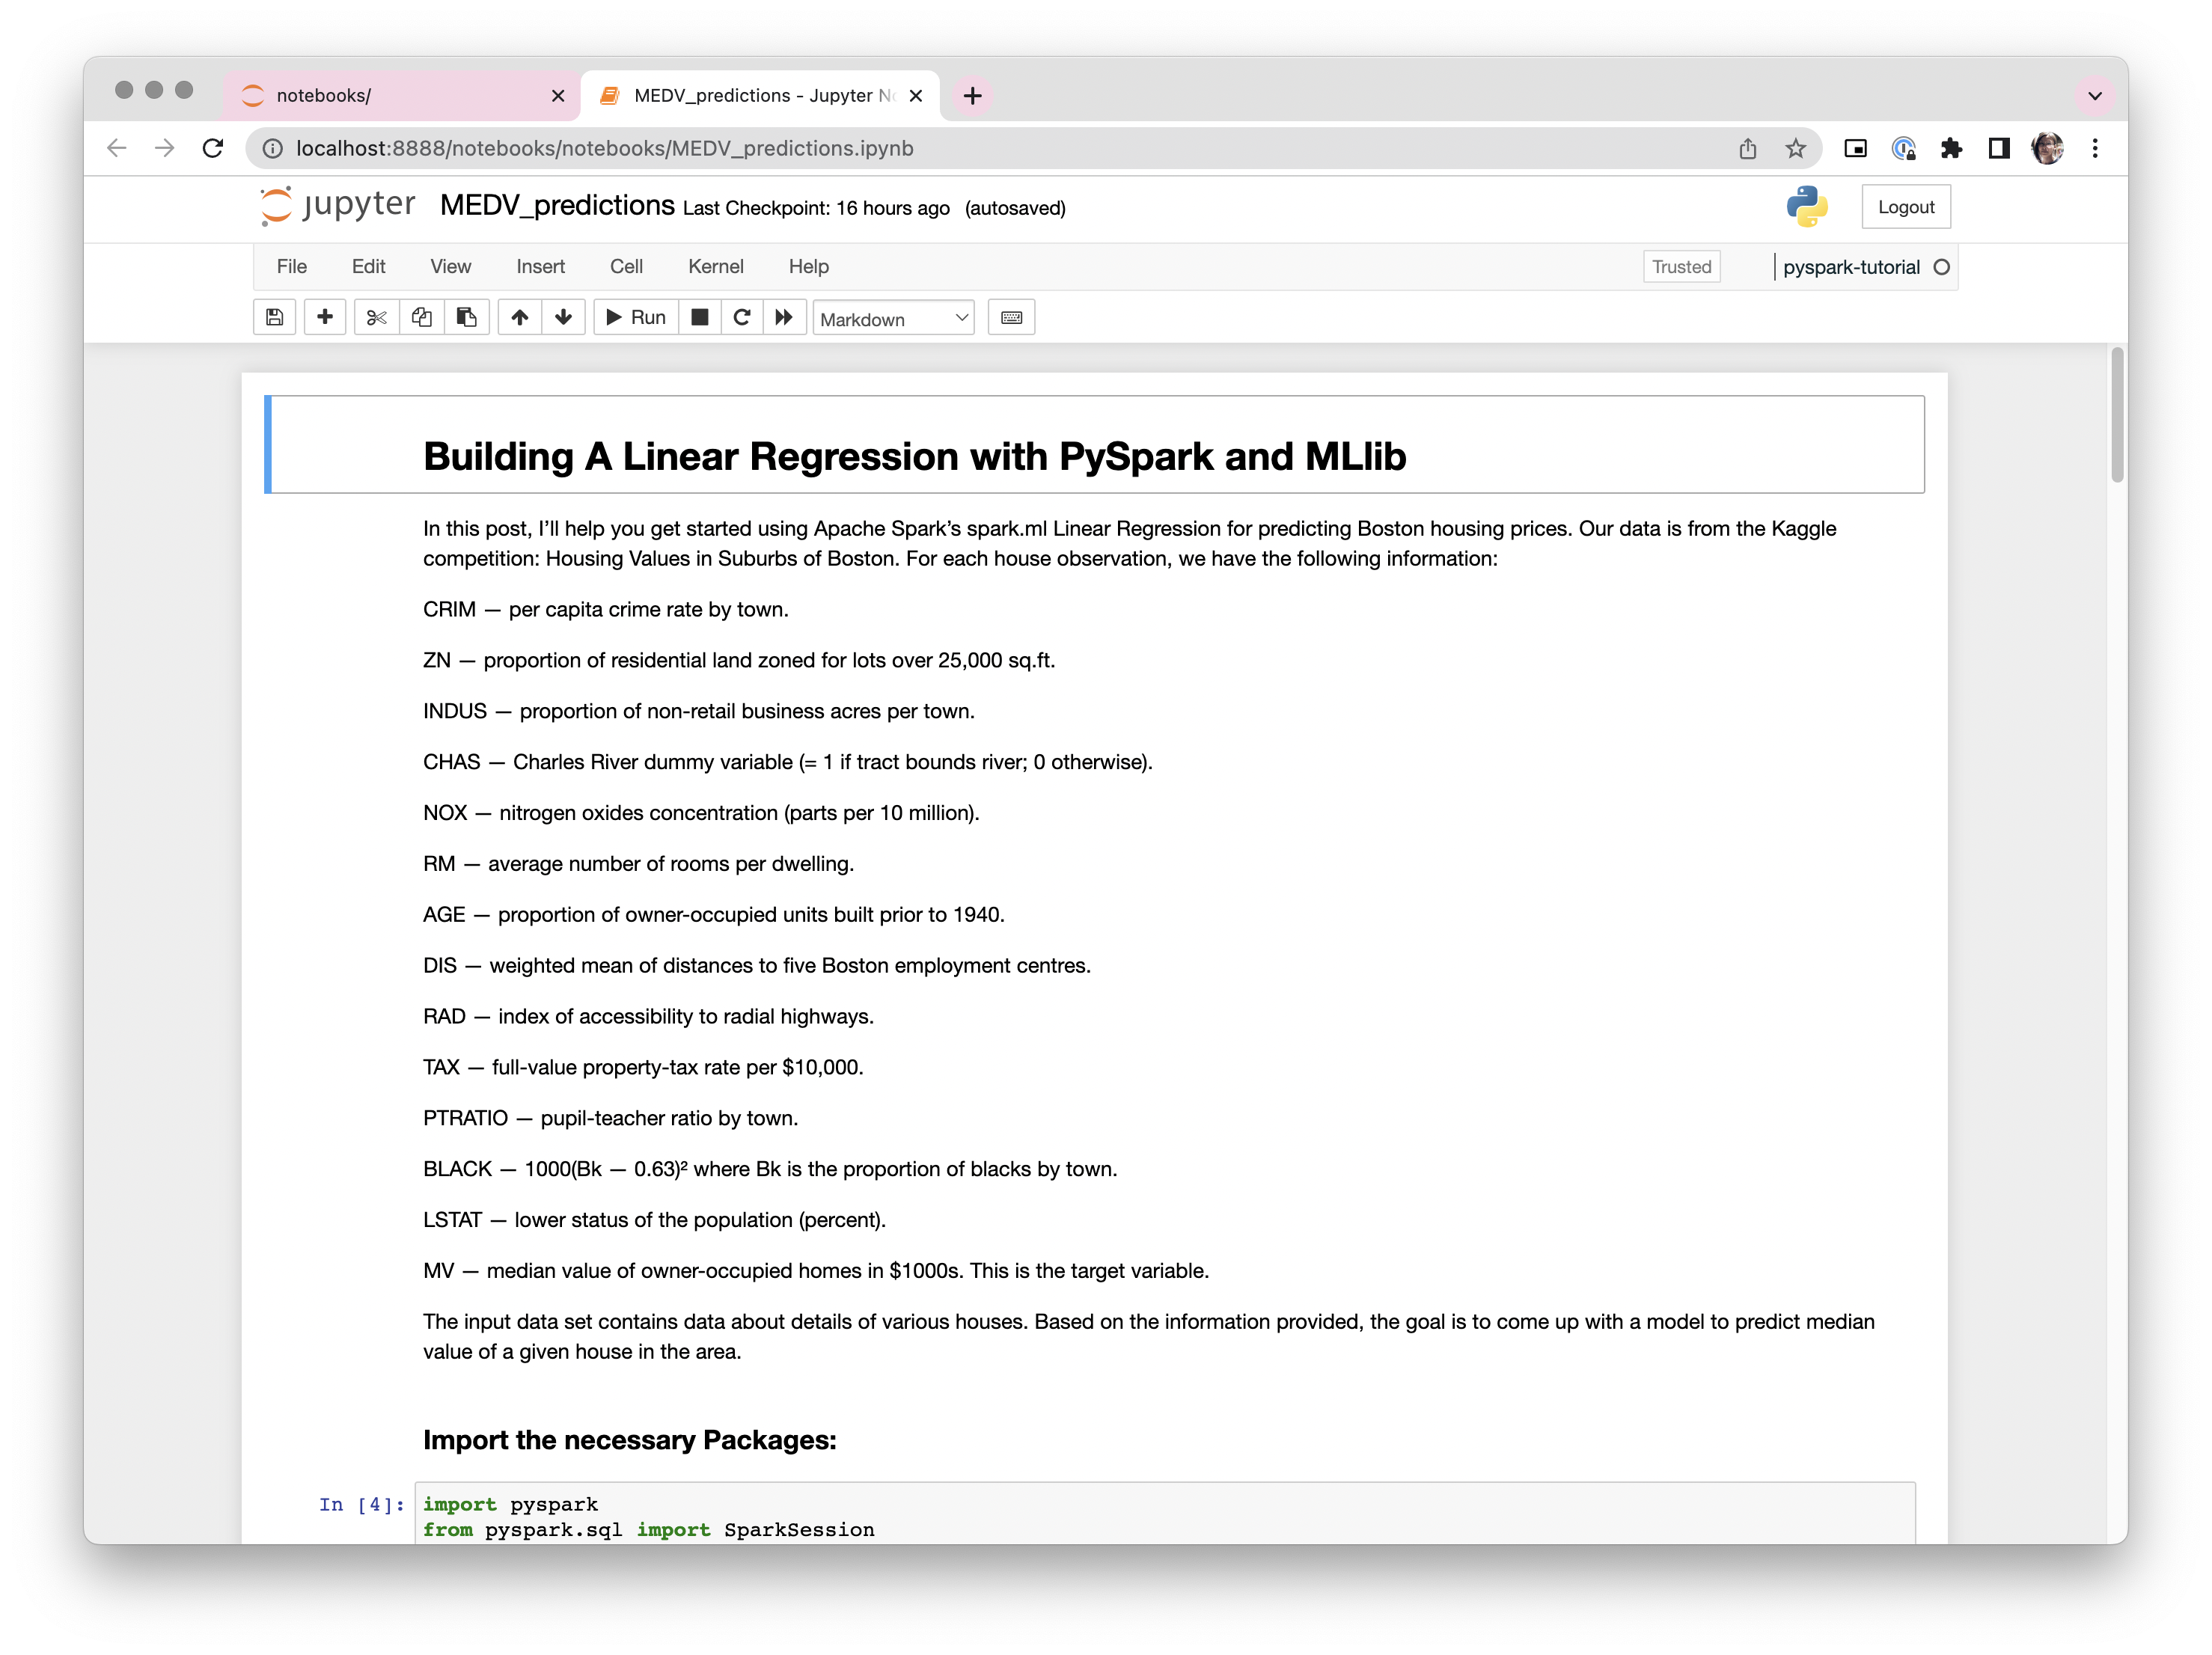 notebooks/
MEDV_predictions - Jupyter No
localhost:8888/notebooks/notebooks/MEDV_predictions.ipynb
jupyter MEDV_predictions Last Checkpoint: 16 hours ago (autosaved)
Logout
File Edit View Insert Cell Kernel Help
Trusted
pyspark-tutorial
Run
Markdown
Building A Linear Regression with PySpark and MLlib
In this post, I’ll help you get started using Apache Spark’s spark.ml Linear Regression for predicting Boston housing prices. Our data is from the Kaggle
competition: Housing Values in Suburbs of Boston. For each house observation, we have the following information:
CRIM — per capita crime rate by town.
ZN — proportion of residential land zoned for lots over 25,000 sq.ft.
INDUS — proportion of non-retail business acres per town.
CHAS — Charles River dummy variable (= 1 if tract bounds river; 0 otherwise).
NOX — nitrogen oxides concentration (parts per 10 million).
RM — average number of rooms per dwelling.
AGE — proportion of owner-occupied units built prior to 1940.
DIS — weighted mean of distances to five Boston employment centres.
RAD — index of accessibility to radial highways.
TAX — full-value property-tax rate per $10,000.
PTRATIO — pupil-teacher ratio by town.
BLACK — 1000(Bk — 0.63)² where Bk is the proportion of blacks by town.
LSTAT — lower status of the population (percent).
MV — median value of owner-occupied homes in $1000s. This is the target variable.
The input data set contains data about details of various houses. Based on the information provided, the goal is to come up with a model to predict median
value of a given house in the area.
Import the necessary Packages:
In [4]: import pyspark
from pyspark.sql import SparkSession